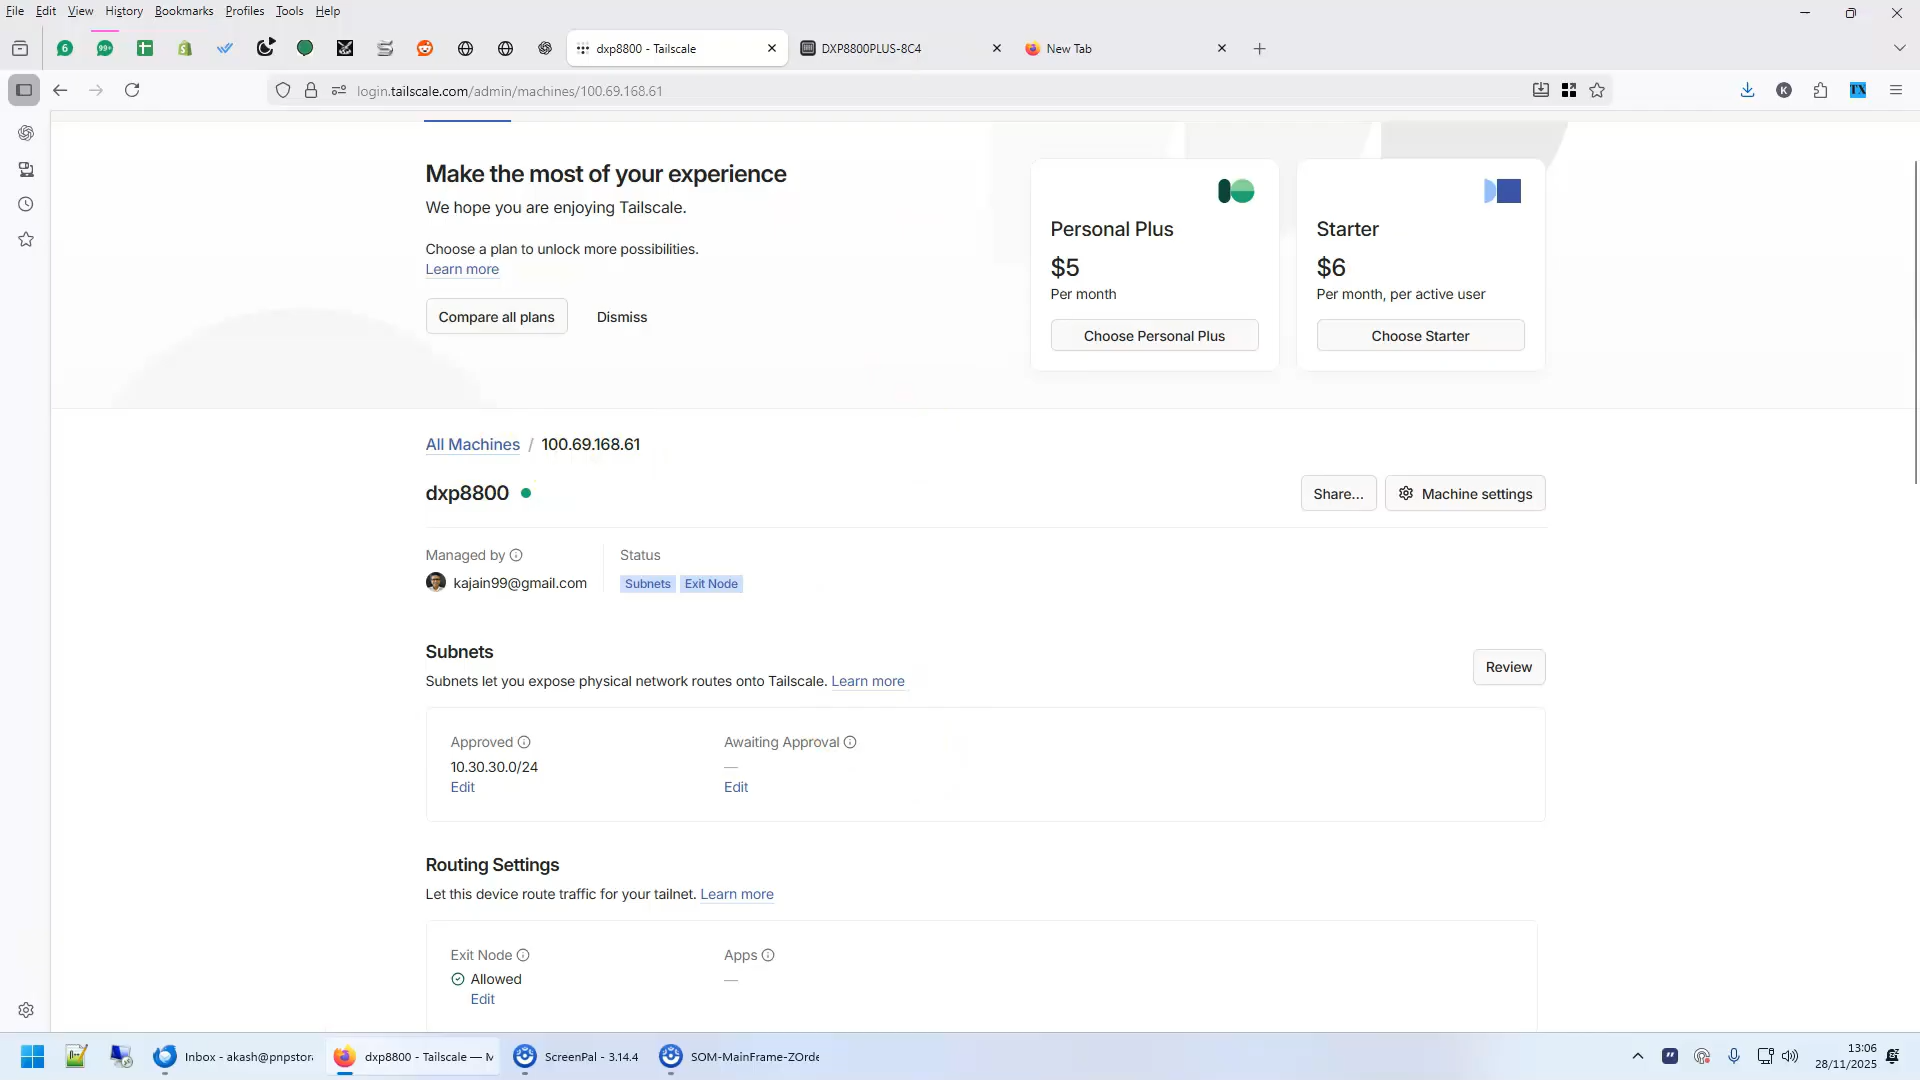 File Edit View History Bookmarks Profiles Tools Help
6 99+ dxp8800 - Tailscale DXP8800PLUS-8C4 New Tab
login.tailscale.com/admin/machines/100.69.168.61 K TX
Make the most of your experience
We hope you are enjoying Tailscale.
Choose a plan to unlock more possibilities.
Learn more
Compare all plans Dismiss
Personal Plus
$5
Per month
Choose Personal Plus
Starter
$6
Per month, per active user
Choose Starter
All Machines / 100.69.168.61
dxp8800
Share... Machine settings
Managed by
kajain99@gmail.com
Status
Subnets Exit Node
Subnets
Subnets let you expose physical network routes onto Tailscale. Learn more
Review
Approved
10.30.30.0/24
Edit
Awaiting Approval
—
Edit
Routing Settings
Let this device route traffic for your tailnet. Learn more
Exit Node
Allowed
Edit
Apps
—
Inbox - akash@pnpstor dxp8800 - Tailscale — M ScreenPal - 3.14.4 SOM-MainFrame-ZOrde
13:06
28/11/2025